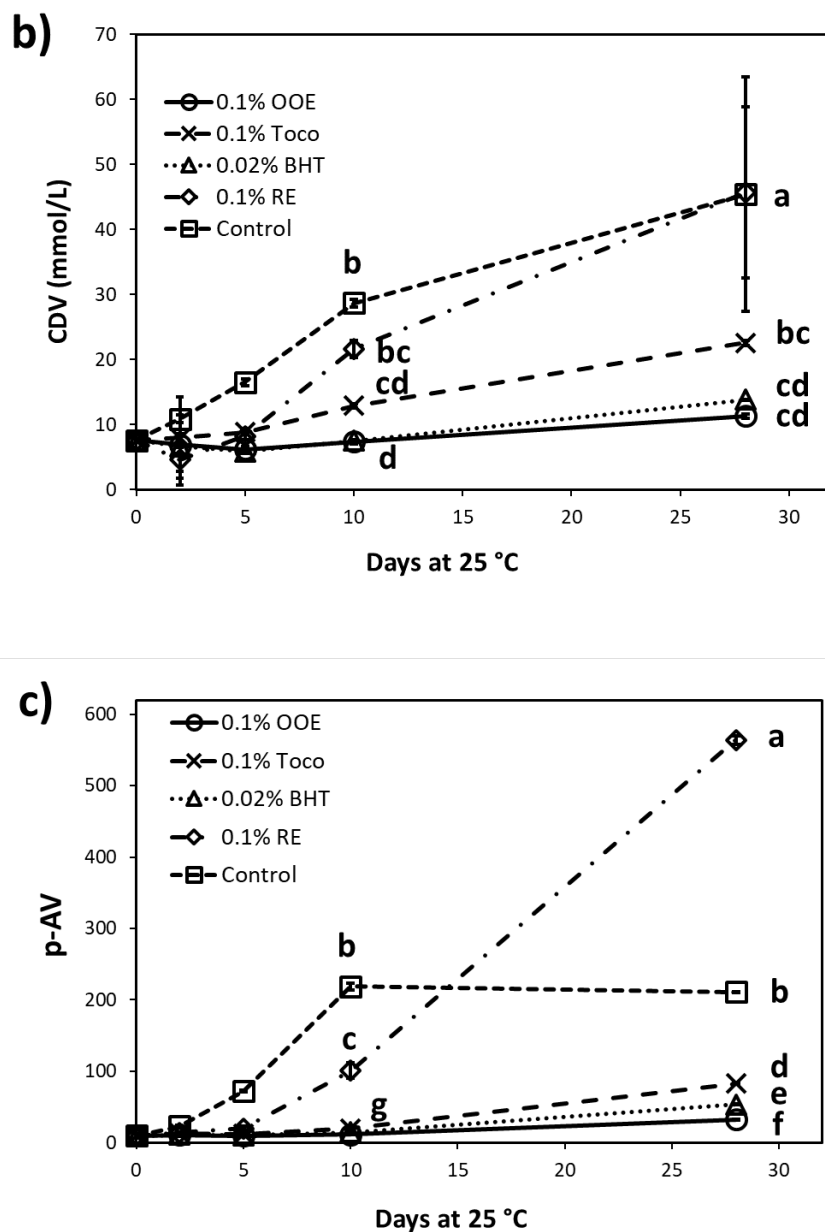 b)
70
60
50
40
30
20
10
0
CDV (mmol/L)
0.1% OOE
0.1% Toco
0.02% BHT
0.1% RE
Control
b
bc
cd
d
a
bc
cd
cd
0 5 10 15 20 25 30
Days at 25 °C
c)
600
500
400
300
200
100
0
p-AV
0.1% OOE
0.1% Toco
0.02% BHT
0.1% RE
Control
b
c
g
a
b
d
e
f
0 5 10 15 20 25 30
Days at 25 °C